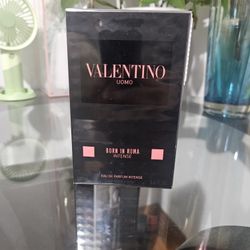 VALENTINO
UOMO
BORN IN ROMA
INTENSE
EAU DE PARFUM INTENSE